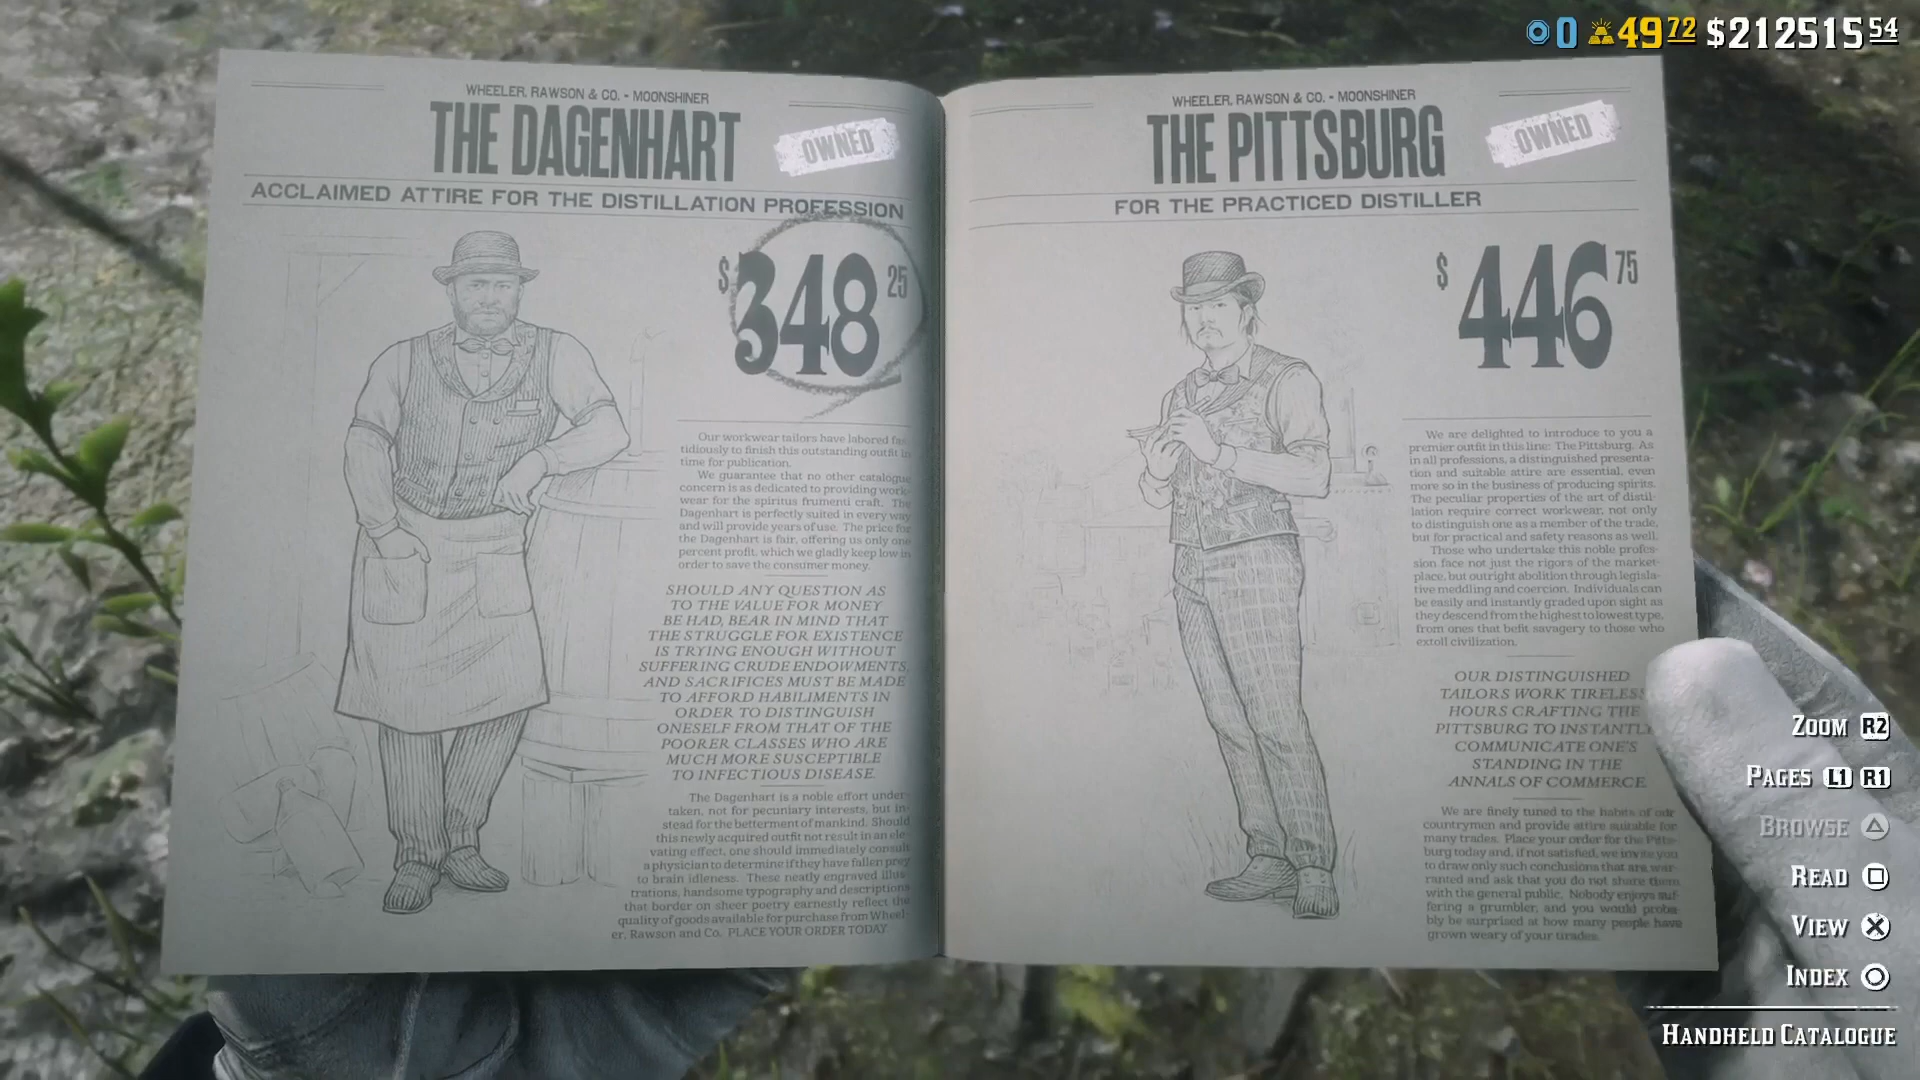 0 49 72 $212515 54
WHEELER, RAWSON & CO. - MOONSHINER
THE DAGENHART
OWNED
ACCLAIMED ATTIRE FOR THE DISTILLATION PROFESSION
$348 25
Our workwear tailors have labored fas-
tidiously to finish this outstanding outfit in
time for publication.
We guarantee that no other catalogue
concern is as dedicated to providing work-
wear for the spiritus frumenti craft. The
Dagenhart is perfectly suited in every way
and will provide years of use. The price for
the Dagenhart is fair, offering us only one
percent profit, which we gladly keep low in
order to save the consumer money.
SHOULD ANY QUESTION AS
TO THE VALUE FOR MONEY
BE HAD, BEAR IN MIND THAT
THE STRUGGLE FOR EXISTENCE
IS TRYING ENOUGH WITHOUT
SUFFERING CRUDE ENDOWMENTS,
AND SACRIFICES MUST BE MADE
TO AFFORD HABILIMENTS IN
ORDER TO DISTINGUISH
ONESELF FROM THAT OF THE
POORER CLASSES WHO ARE
MUCH MORE SUSCEPTIBLE
TO INFECTIOUS DISEASE.
The Dagenhart is a noble effort under-
taken, not for pecuniary interests, but in-
stead for the betterment of mankind. Should
this newly acquired outfit not result in an ele-
vating effect, one should immediately consult
a physician to determine if they have fallen prey
to brain idleness. These neatly engraved illus-
trations, handsome typography and descriptions
that border on sheer poetry earnestly reflect the
quality of goods available for purchase from Wheel-
er, Rawson and Co. PLACE YOUR ORDER TODAY
WHEELER, RAWSON & CO. - MOONSHINER
THE PITTSBURG
OWNED
FOR THE PRACTICED DISTILLER
$446 75
We are delighted to introduce to you a
premier outfit in this line: The Pittsburg. As
in all professions, a distinguished presenta-
tion and suitable attire are essential, even
more so in the business of producing spirits.
The peculiar properties of the art of distil-
lation require correct workwear, not only
to distinguish one as a member of the trade,
but for practical and safety reasons as well.
Those who undertake this noble profes-
sion face not just the rigors of the market-
place, but outright abolition through legisla-
tive meddling and coercion. Individuals can
be easily and instantly graded upon sight as
they descend from the highest to lowest type,
from ones that befit savagery to those who
extoll civilization.
OUR DISTINGUISHED
TAILORS WORK TIRELESS
HOURS CRAFTING THE
PITTSBURG TO INSTANTLY
COMMUNICATE ONE'S
STANDING IN THE
ANNALS OF COMMERCE.
We are finely tuned to the habits of our
countrymen and provide attire suitable for
many trades. Place your order for the Pitts-
burg today and, if not satisfied, we invite you
to draw only such conclusions that are war-
ranted and ask that you do not share them
with the general public. Nobody enjoys suf-
fering a grumbler, and you would proba-
bly be surprised at how many people have
grown weary of your tirades.
ZOOM R2
PAGES L1 R1
BROWSE
READ
VIEW
INDEX
HANDHELD CATALOGUE